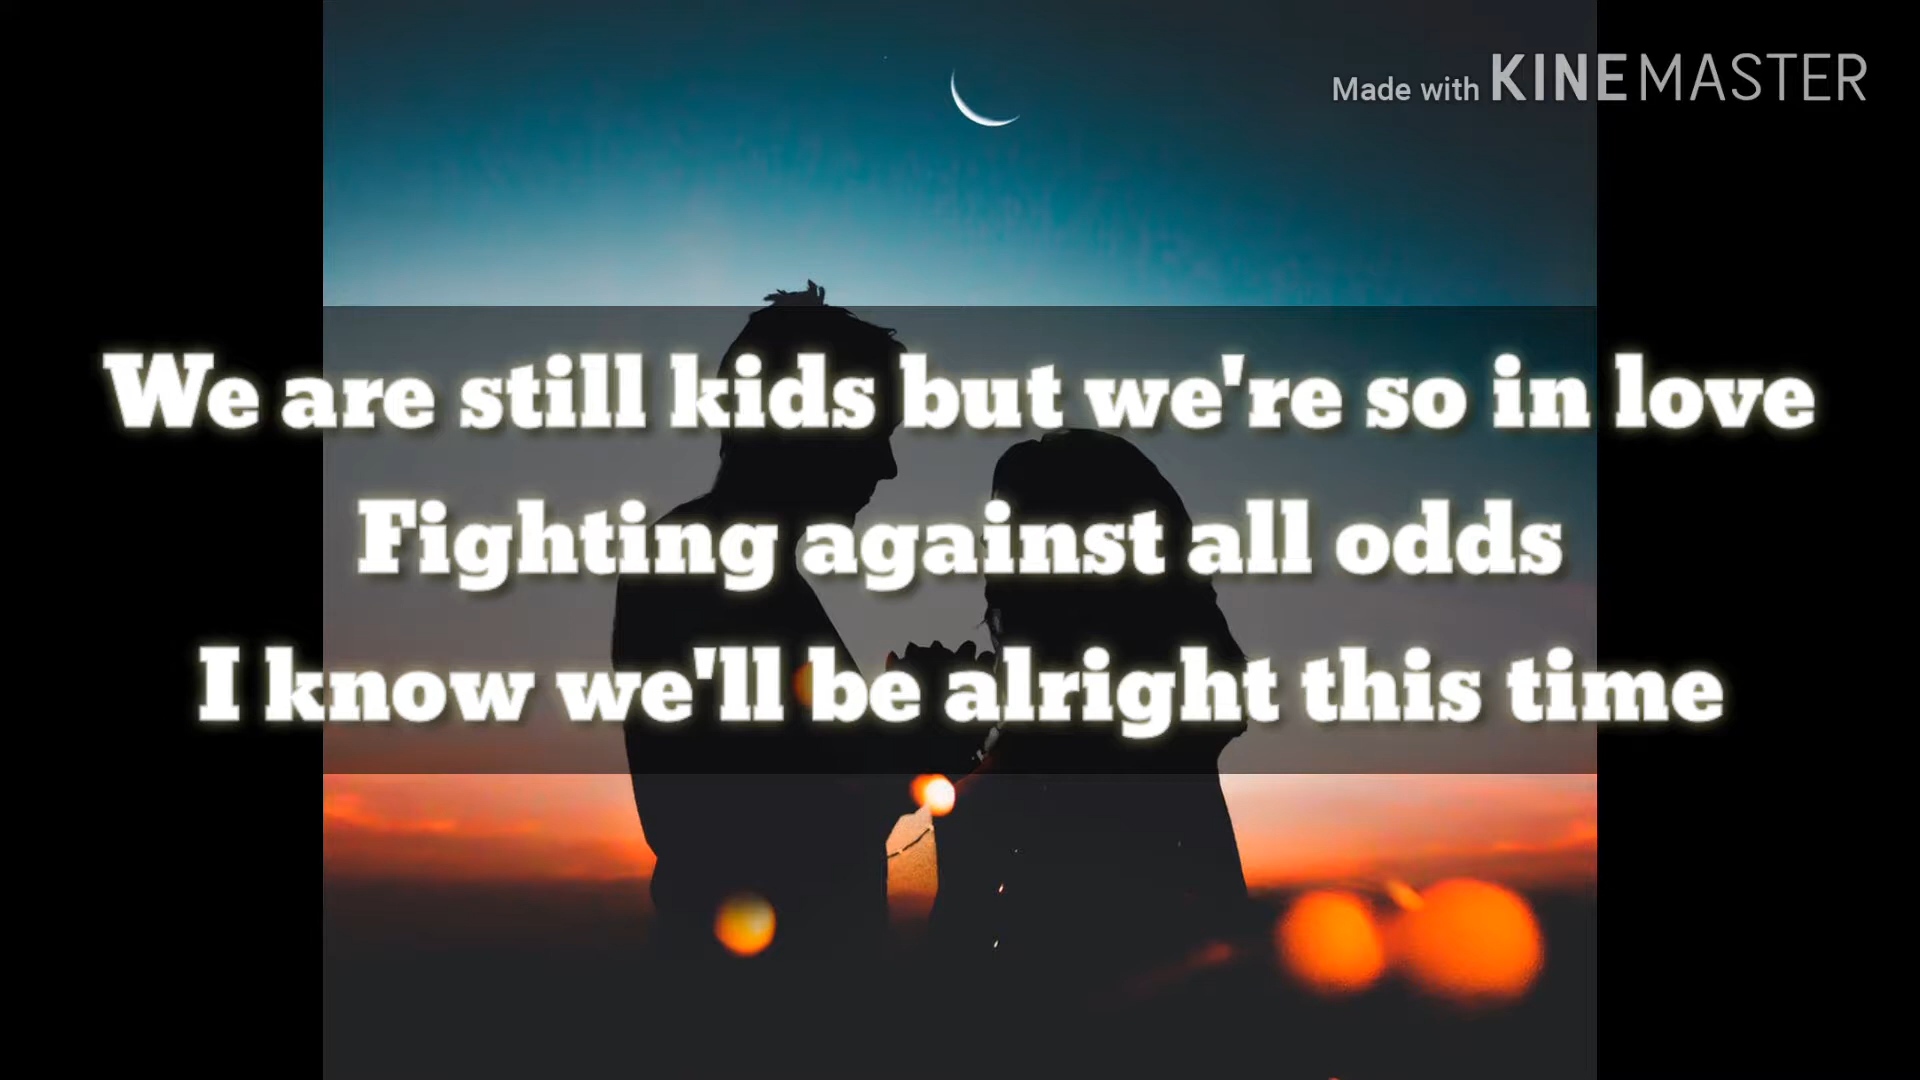 Made with KINEMASTER
We are still kids but we're so in love
Fighting against all odds
I know we'll be alright this time